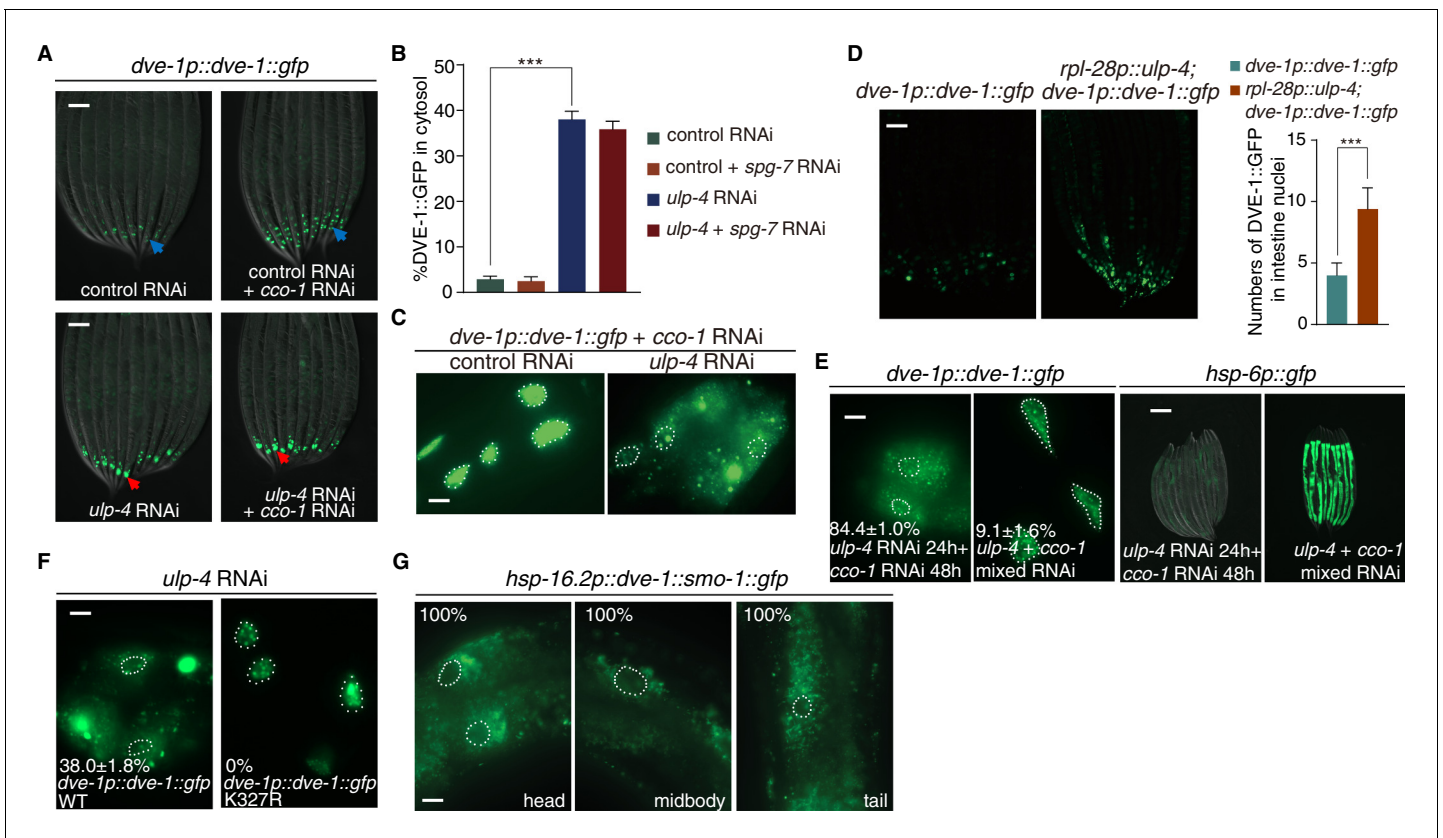 A
dve-1p::dve-1::gfp
control RNAi
control RNAi
+ cco-1 RNAi
ulp-4 RNAi
ulp-4 RNAi
+ cco-1 RNAi
B
%DVE-1::GFP in cytosol
50
40
30
20
10
0
***
control RNAi
control + spg-7 RNAi
ulp-4 RNAi
ulp-4 + spg-7 RNAi
C
dve-1p::dve-1::gfp + cco-1 RNAi
control RNAi
ulp-4 RNAi
D
dve-1p::dve-1::gfp
rpl-28p::ulp-4;
dve-1p::dve-1::gfp
dve-1p::dve-1::gfp
rpl-28p::ulp-4;
dve-1p::dve-1::gfp
Numbers of DVE-1::GFP
in intestine nuclei
15
10
5
0
***
E
dve-1p::dve-1::gfp
84.4±1.0%
ulp-4 RNAi 24h+
cco-1 RNAi 48h
9.1±1.6%
ulp-4 + cco-1
mixed RNAi
hsp-6p::gfp
ulp-4 RNAi 24h+
cco-1 RNAi 48h
ulp-4 + cco-1
mixed RNAi
F
ulp-4 RNAi
38.0±1.8%
dve-1p::dve-1::gfp
WT
0%
dve-1p::dve-1::gfp
K327R
G
hsp-16.2p::dve-1::smo-1::gfp
100%
head
100%
midbody
100%
tail